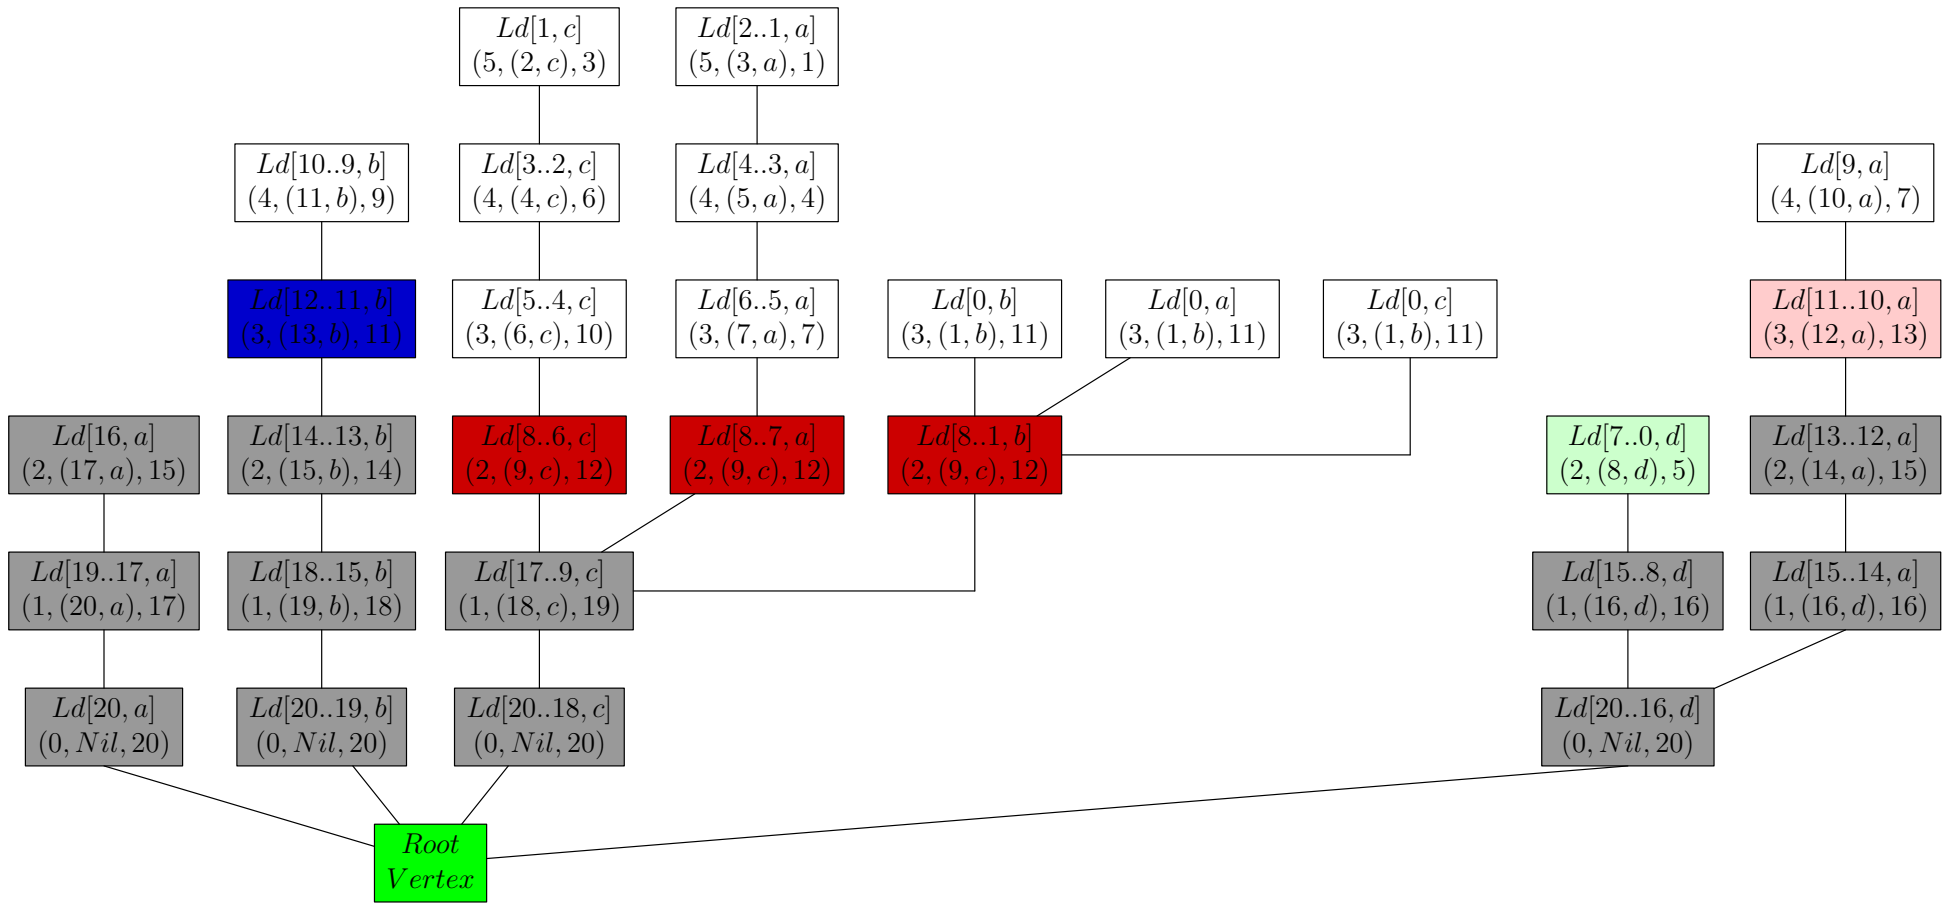 Ld[1, c]
(5, (2, c), 3)
Ld[2..1, a]
(5, (3, a), 1)
Ld[10..9, b]
(4, (11, b), 9)
Ld[3..2, c]
(4, (4, c), 6)
Ld[4..3, a]
(4, (5, a), 4)
Ld[9, a]
(4, (10, a), 7)
Ld[12..11, b]
(3, (13, b), 11)
Ld[5..4, c]
(3, (6, c), 10)
Ld[6..5, a]
(3, (7, a), 7)
Ld[0, b]
(3, (1, b), 11)
Ld[0, a]
(3, (1, b), 11)
Ld[0, c]
(3, (1, b), 11)
Ld[11..10, a]
(3, (12, a), 13)
Ld[16, a]
(2, (17, a), 15)
Ld[14..13, b]
(2, (15, b), 14)
Ld[8..6, c]
(2, (9, c), 12)
Ld[8..7, a]
(2, (9, c), 12)
Ld[8..1, b]
(2, (9, c), 12)
Ld[7..0, d]
(2, (8, d), 5)
Ld[13..12, a]
(2, (14, a), 15)
Ld[19..17, a]
(1, (20, a), 17)
Ld[18..15, b]
(1, (19, b), 18)
Ld[17..9, c]
(1, (18, c), 19)
Ld[15..8, d]
(1, (16, d), 16)
Ld[15..14, a]
(1, (16, d), 16)
Ld[20, a]
(0, Nil, 20)
Ld[20..19, b]
(0, Nil, 20)
Ld[20..18, c]
(0, Nil, 20)
Ld[20..16, d]
(0, Nil, 20)
Root
Vertex